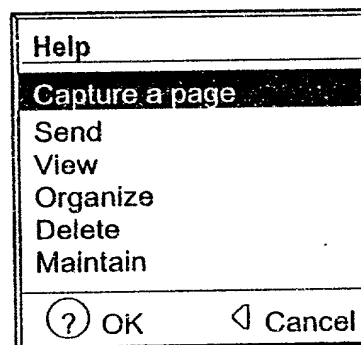 Help
Capture a page
Send
View
Organize
Delete
Maintain
? OK Cancel